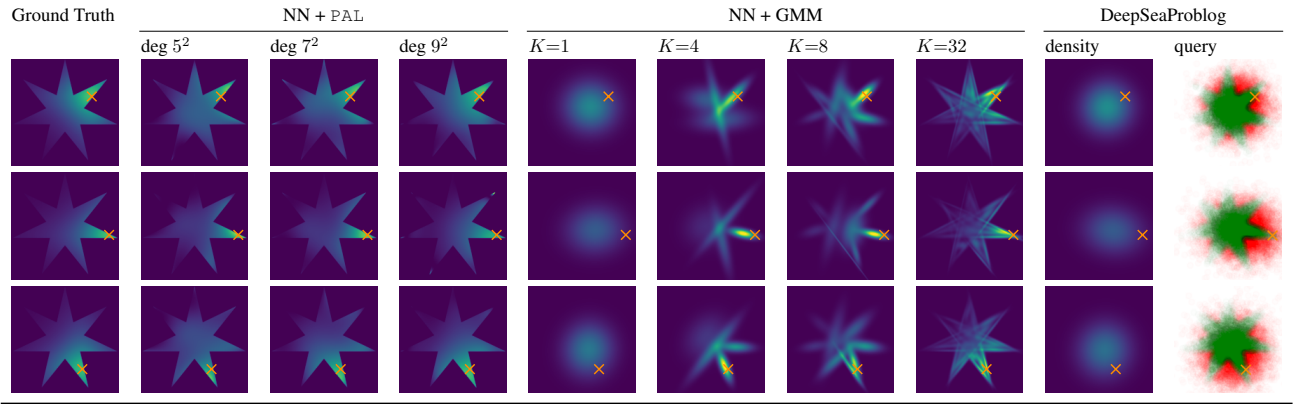 Ground Truth NN + PAL NN + GMM DeepSeaProblog
deg 5² deg 7² deg 9² K=1 K=4 K=8 K=32 density query